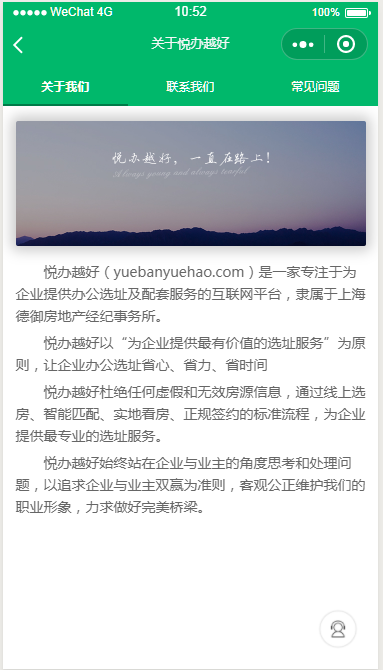 WeChat 4G 10:52 100%
关于悦办越好
关于我们 联系我们 常见问题
悦办越好，一直在路上！
Always young and always tearful
悦办越好（yuebanyuehao.com）是一家专注于为
企业提供办公选址及配套服务的互联网平台，隶属于上海
德御房地产经纪事务所。
悦办越好以“为企业提供最有价值的选址服务”为原
则，让企业办公选址省心、省力、省时间
悦办越好杜绝任何虚假和无效房源信息，通过线上选
房、智能匹配、实地看房、正规签约的标准流程，为企业
提供最专业的选址服务。
悦办越好始终站在企业与业主的角度思考和处理问
题，以追求企业与业主双赢为准则，客观公正维护我们的
职业形象，力求做好完美桥梁。